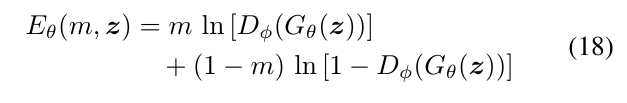 E_θ(m, z) = m ln [D_ϕ(G_θ(z))]
+ (1 − m) ln [1 − D_ϕ(G_θ(z))] (18)